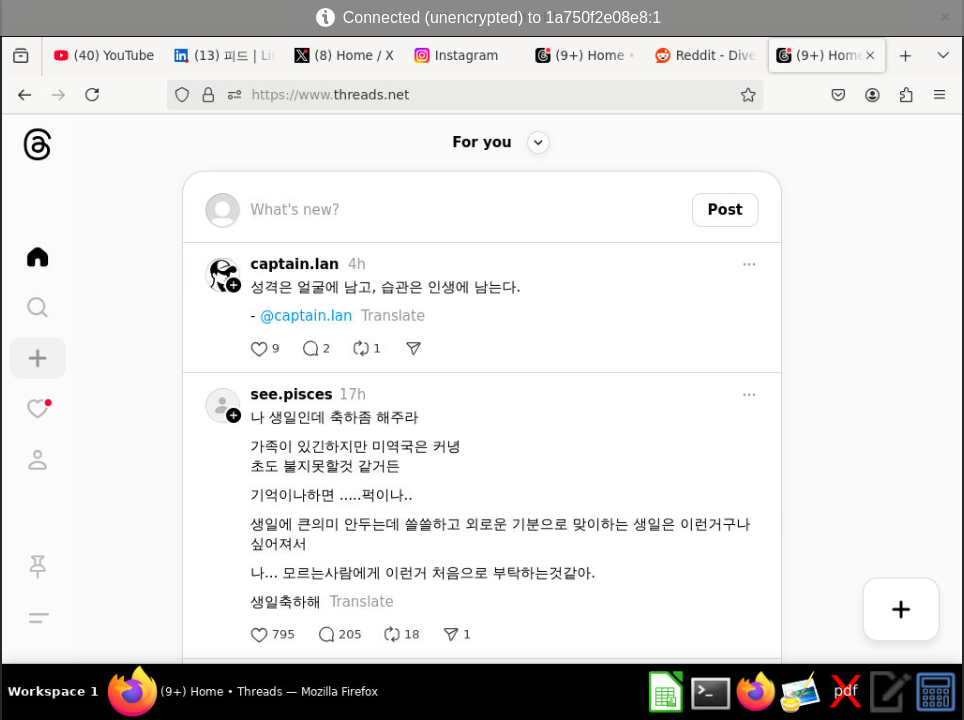 Connected (unencrypted) to 1a750f2e08e8:1
(40) YouTube
(13) 피드 | Li
(8) Home / X
Instagram
(9+) Home •
Reddit - Dive
(9+) Home
https://www.threads.net
For you
What's new?
Post
captain.lan 4h
성격은 얼굴에 남고, 습관은 인생에 남는다.
- @captain.lan Translate
9 2 1
see.pisces 17h
나 생일인데 축하좀 해주라
가족이 있긴하지만 미역국은 커녕
초도 불지못할것 같거든
기억이나하면 .....퍽이나..
생일에 큰의미 안두는데 쓸쓸하고 외로운 기분으로 맞이하는 생일은 이런거구나
싶어져서
나... 모르는사람에게 이런거 처음으로 부탁하는것같아.
생일축하해 Translate
795 205 18 1
Workspace 1
(9+) Home • Threads — Mozilla Firefox
pdf